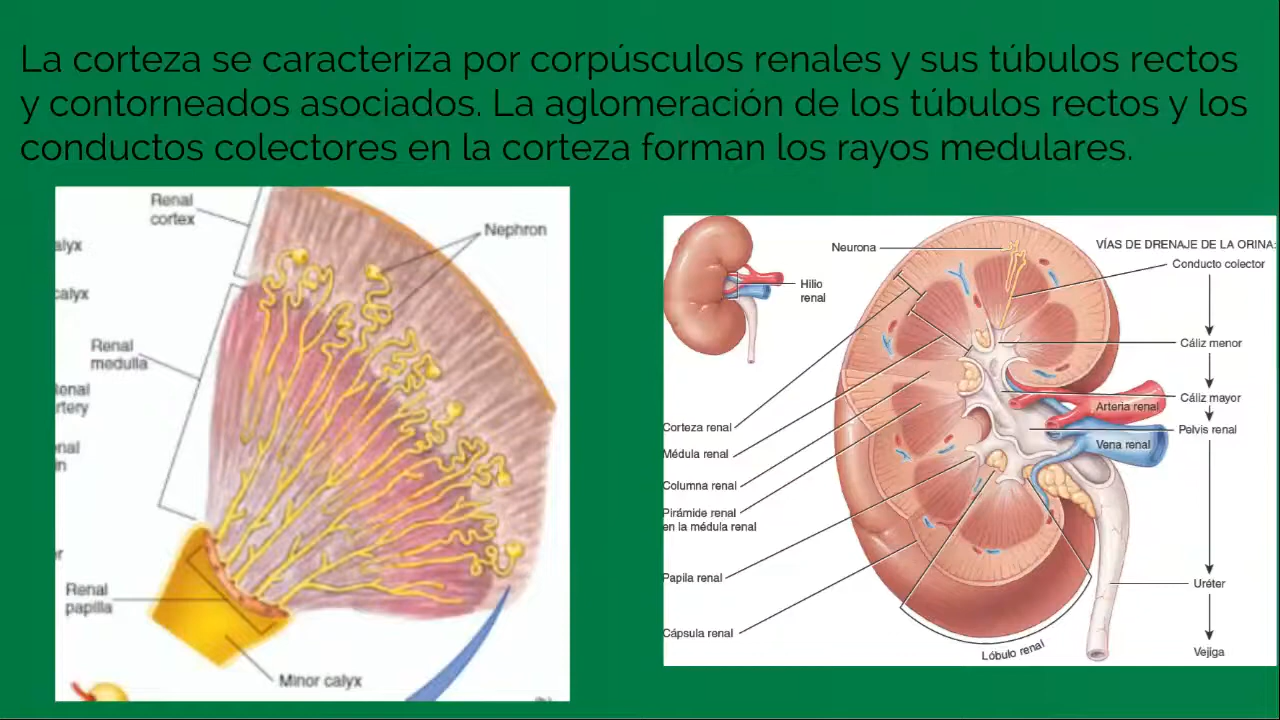 La corteza se caracteriza por corpúsculos renales y sus túbulos rectos
y contorneados asociados. La aglomeración de los túbulos rectos y los
conductos colectores en la corteza forman los rayos medulares.
Renal
cortex
alyx
calyx
Nephron
Renal
medulla
Renal
papilla
Minor calyx
Neurona
VÍAS DE DRENAJE DE LA ORINA:
Conducto colector
Hilio
renal
Cáliz menor
Cáliz mayor
Arteria renal
Pelvis renal
Vena renal
Corteza renal
Médula renal
Columna renal
Pirámide renal
en la médula renal
Papila renal
Cápsula renal
Uréter
Lóbulo renal
Vejiga